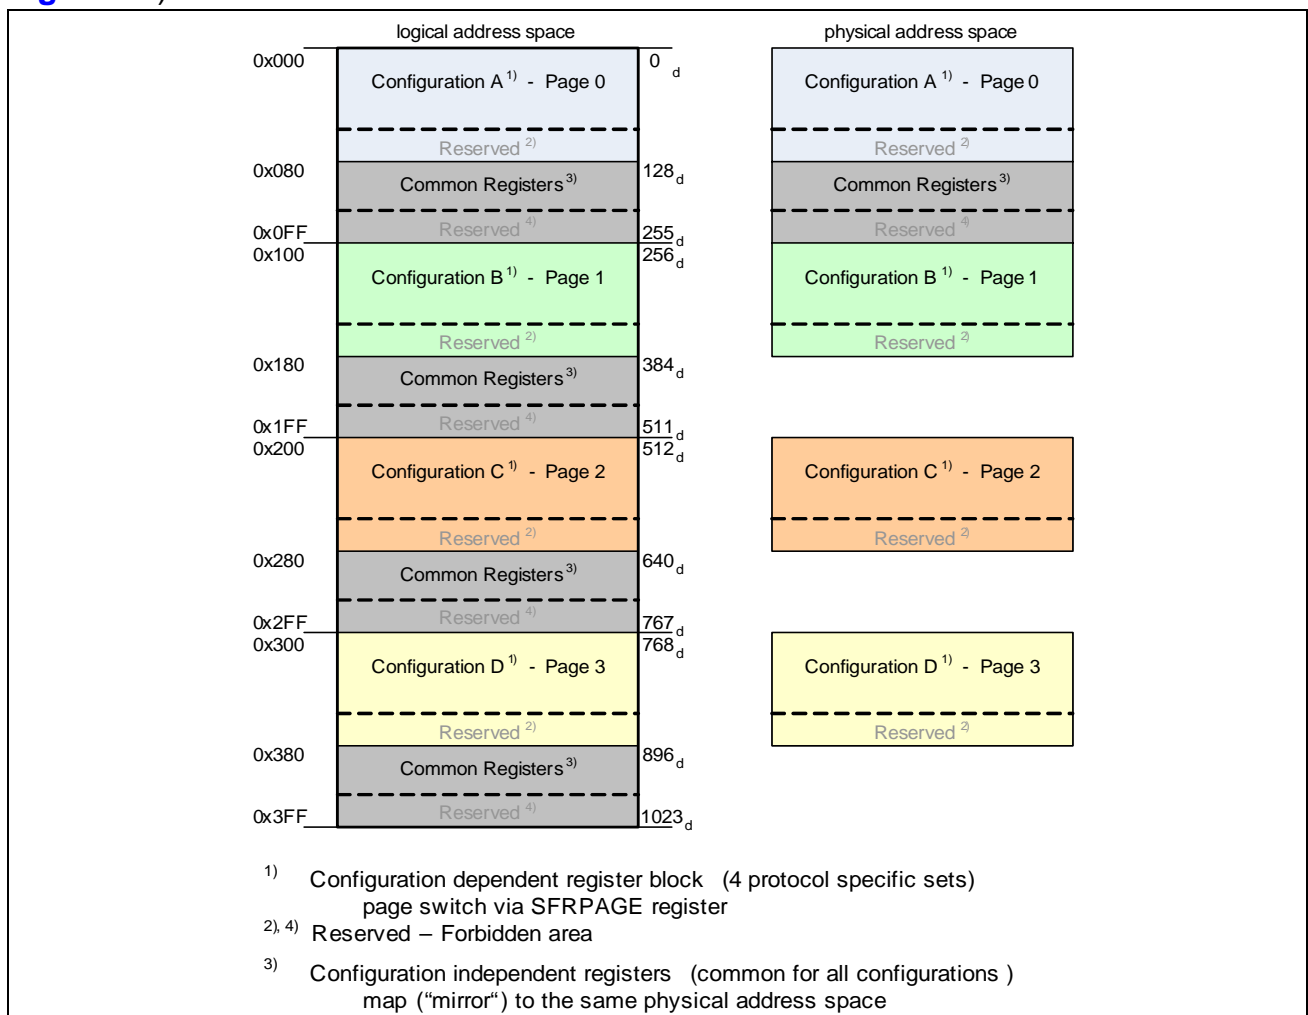 logical address space physical address space
0x000 0 d
Configuration A 1) - Page 0 Configuration A 1) - Page 0
Reserved 2) Reserved 2)
0x080 128 d
Common Registers 3) Common Registers 3)
Reserved 4) Reserved 4)
0x0FF 255 d
0x100 256 d
Configuration B 1) - Page 1 Configuration B 1) - Page 1
Reserved 2) Reserved 2)
0x180 384 d
Common Registers 3)
Reserved 4)
0x1FF 511 d
0x200 512 d
Configuration C 1) - Page 2 Configuration C 1) - Page 2
Reserved 2) Reserved 2)
0x280 640 d
Common Registers 3)
Reserved 4)
0x2FF 767 d
0x300 768 d
Configuration D 1) - Page 3 Configuration D 1) - Page 3
Reserved 2) Reserved 2)
0x380 896 d
Common Registers 3)
Reserved 4)
0x3FF 1023 d
1) Configuration dependent register block (4 protocol specific sets)
page switch via SFRPAGE register
2), 4) Reserved – Forbidden area
3) Configuration independent registers (common for all configurations )
map (“mirror“) to the same physical address space